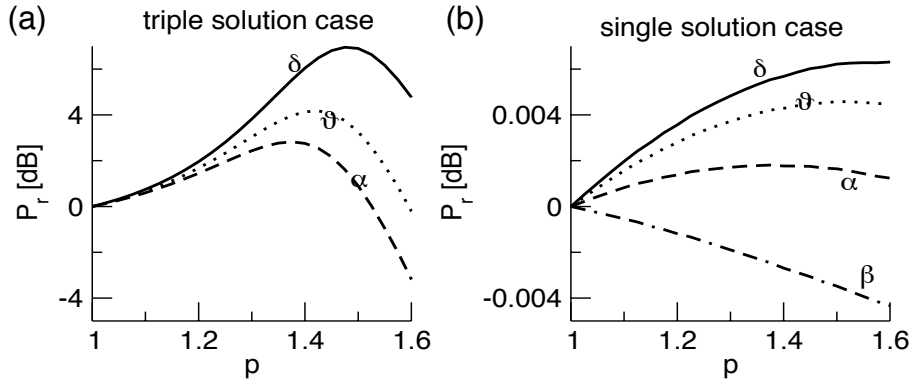 (a) triple solution case
P_r [dB]
4
0
-4
δ
ϑ
α
1 1.2 1.4 1.6
p
(b) single solution case
P_r [dB]
0.004
0
-0.004
δ
ϑ
α
β
1 1.2 1.4 1.6
p